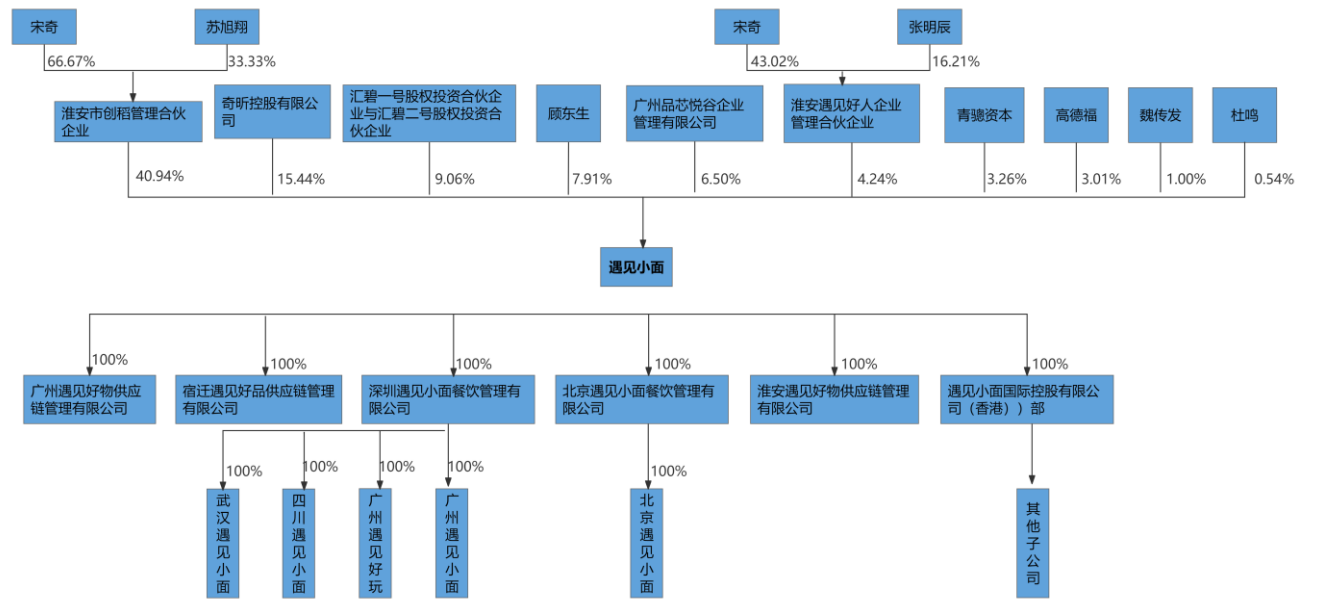 宋奇
苏旭翔
宋奇
张明辰
66.67%
33.33%
43.02%
16.21%
淮安市创稻管理合伙
企业
奇昕控股有限公
司
汇碧一号股权投资合伙企
业与汇碧二号股权投资合
伙企业
顾东生
广州品芯悦谷企业
管理有限公司
淮安遇见好人企业
管理合伙企业
青骢资本
高德福
魏传发
杜鸣
40.94%
15.44%
9.06%
7.91%
6.50%
4.24%
3.26%
3.01%
1.00%
0.54%
遇见小面
100%
100%
100%
100%
100%
100%
广州遇见好物供应
链管理有限公司
宿迁遇见好品供应链管理
有限公司
深圳遇见小面餐饮管理有
限公司
北京遇见小面餐饮管理有
限公司
淮安遇见好物供应链管理
有限公司
遇见小面国际控股有限公
司（香港））部
100%
100%
100%
100%
100%
武汉遇见小面
四川遇见小面
广州遇见好玩
广州遇见小面
北京遇见小面
其他子公司